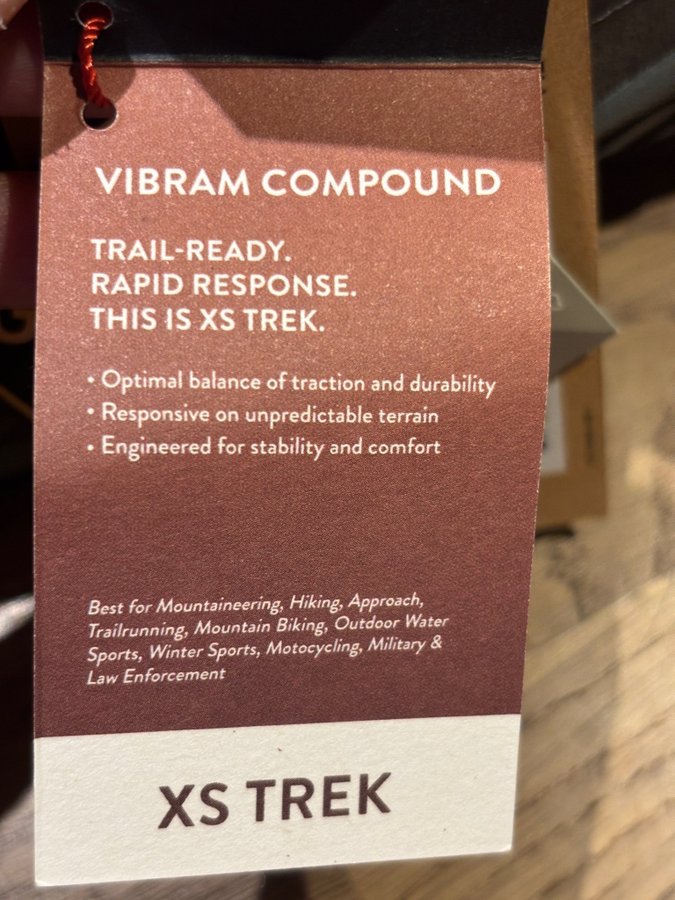 VIBRAM COMPOUND
TRAIL-READY.
RAPID RESPONSE.
THIS IS XS TREK.
• Optimal balance of traction and durability
• Responsive on unpredictable terrain
• Engineered for stability and comfort
Best for Mountaineering, Hiking, Approach,
Trailrunning, Mountain Biking, Outdoor Water
Sports, Winter Sports, Motocycling, Military &
Law Enforcement
XS TREK